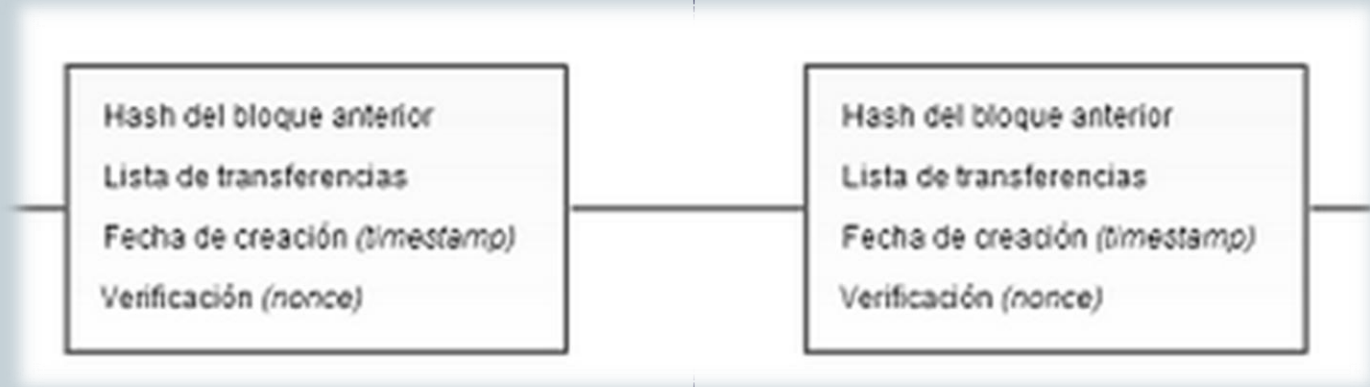 Hash del bloque anterior
Lista de transferencias
Fecha de creación (timestamp)
Verificación (nonce)
Hash del bloque anterior
Lista de transferencias
Fecha de creación (timestamp)
Verificación (nonce)